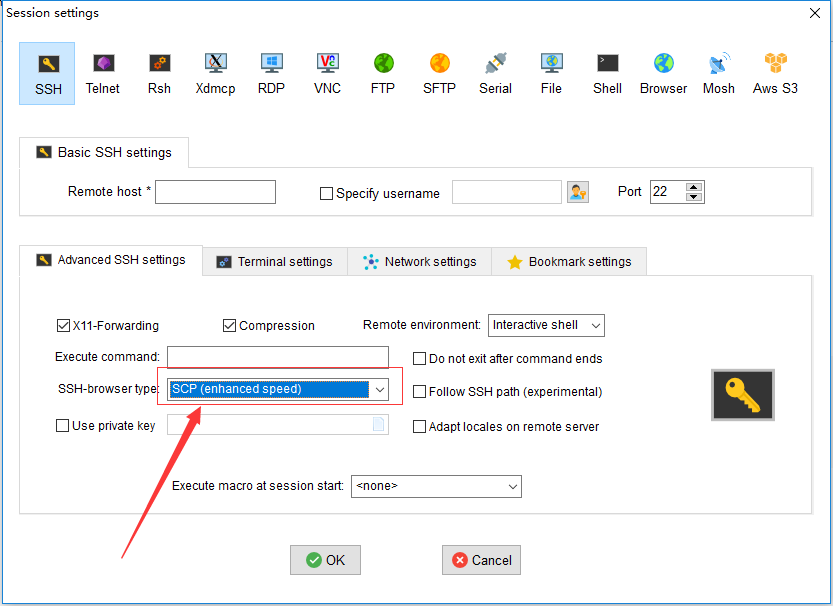 Session settings
SSH
Telnet
Rsh
Xdmcp
RDP
VNC
FTP
SFTP
Serial
File
Shell
Browser
Mosh
Aws S3
Basic SSH settings
Remote host *
Specify username
Port
22
Advanced SSH settings
Terminal settings
Network settings
Bookmark settings
X11-Forwarding
Compression
Remote environment:
Interactive shell
Execute command:
Do not exit after command ends
SSH-browser type:
SCP (enhanced speed)
Follow SSH path (experimental)
Use private key
Adapt locales on remote server
Execute macro at session start:
<none>
OK
Cancel